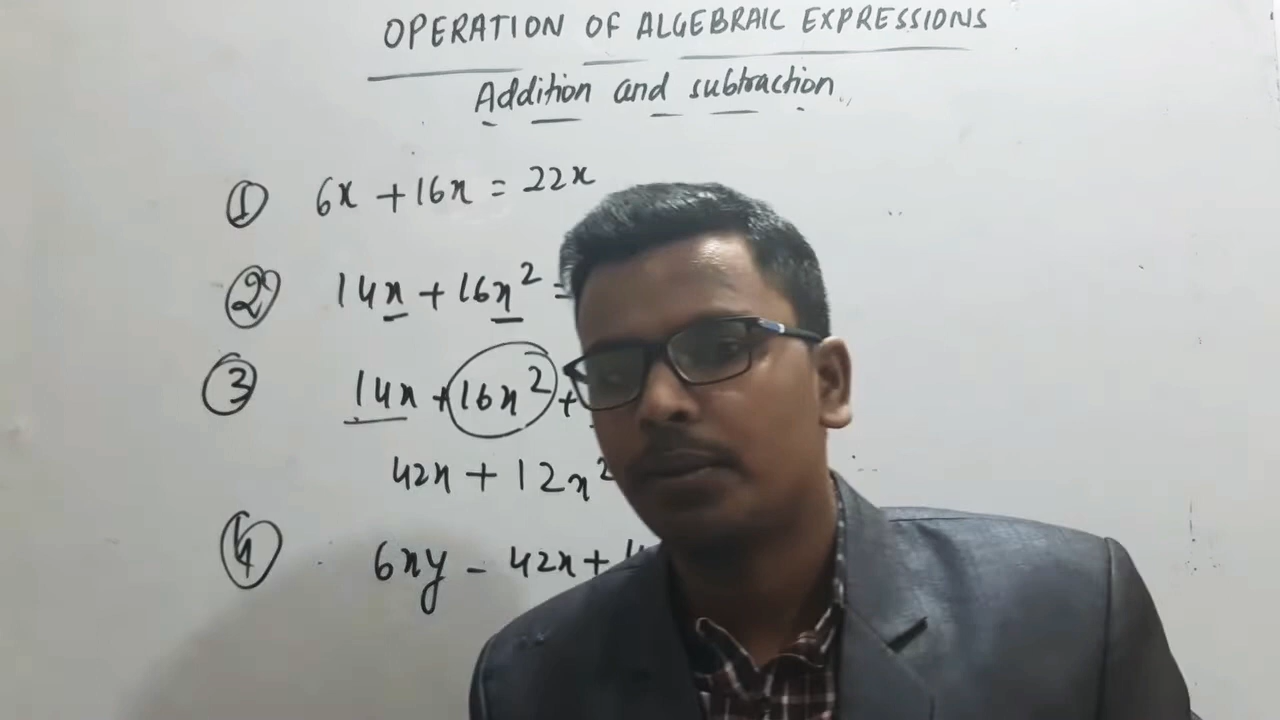 OPERATION OF ALGEBRAIC EXPRESSIONS
Addition and subtraction
① 6x + 16x = 22x
② 14x + 16x² =
③ 14x + 16x² +
42x + 12x²
④ 6xy - 42x +